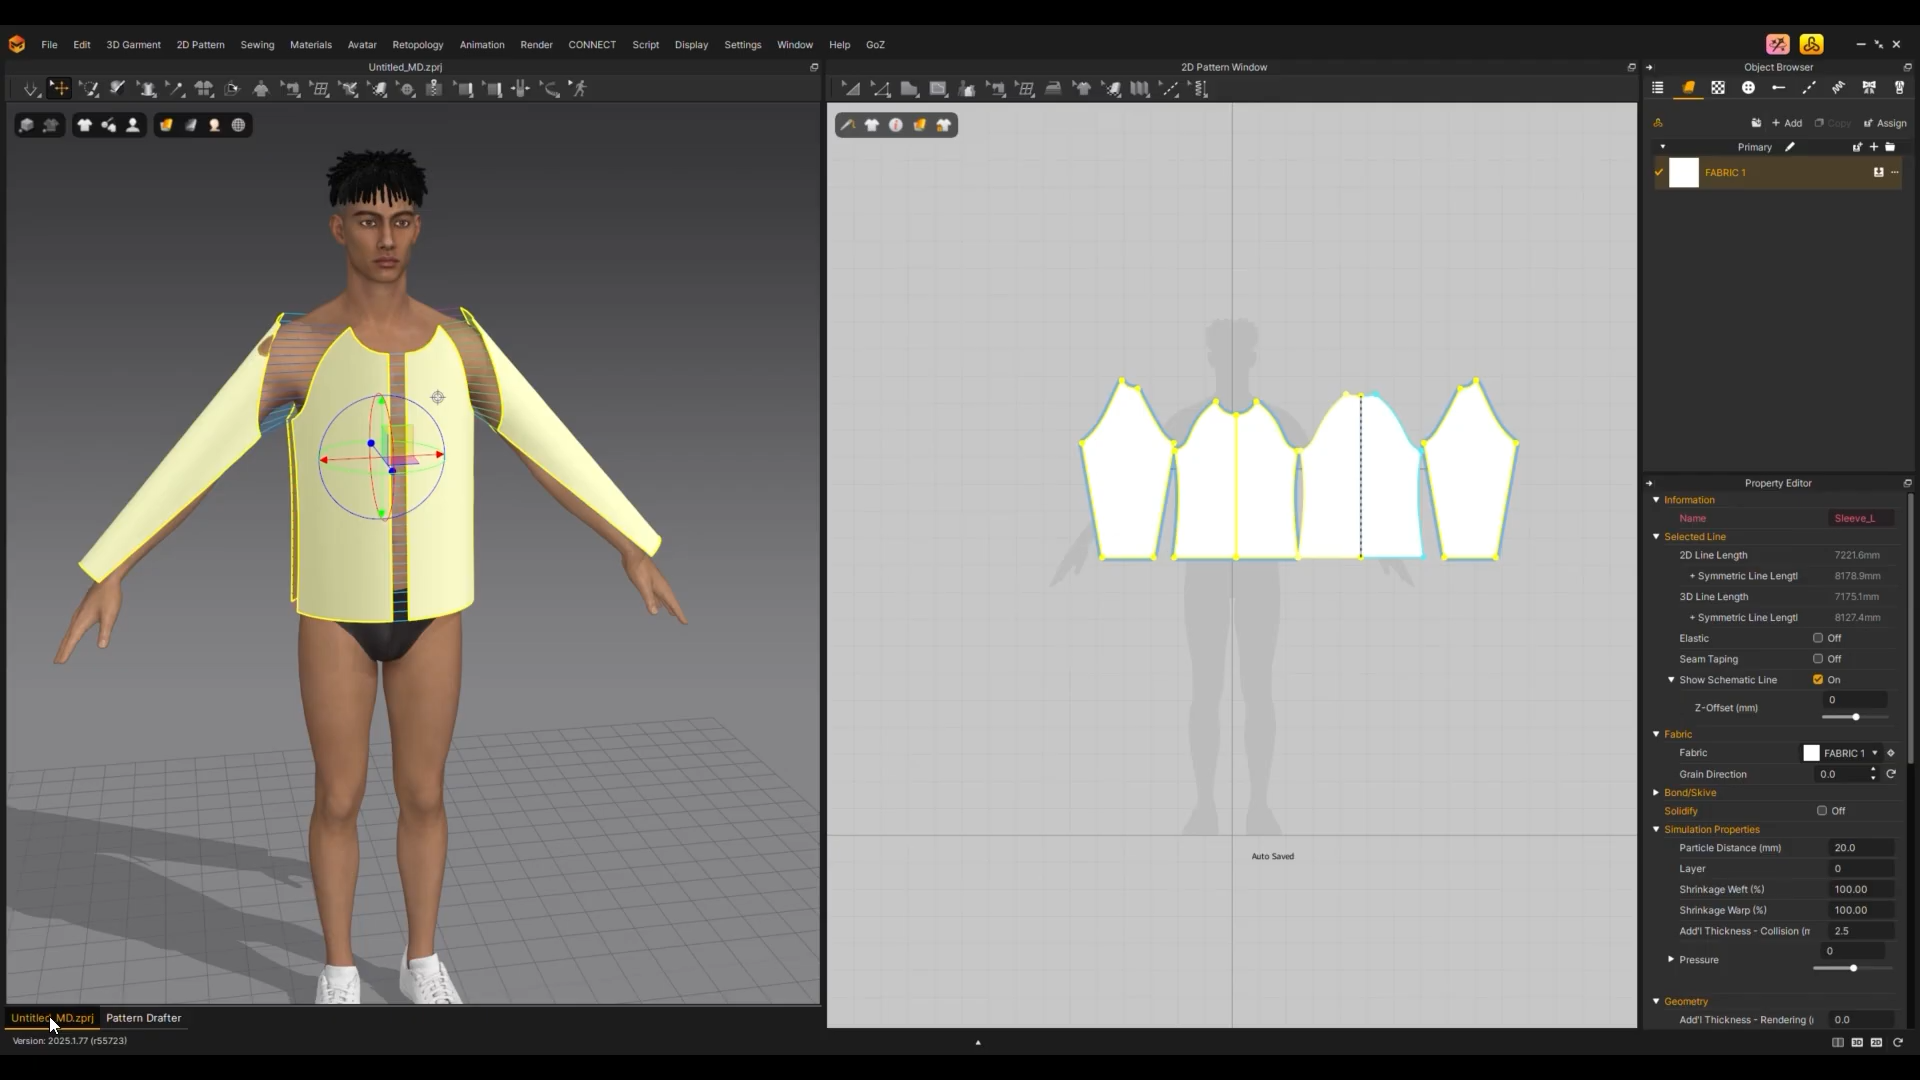 File Edit 3D Garment 2D Pattern Sewing Materials Avatar Retopology Animation Render CONNECT Script Display Settings Window Help GoZ
Untitled_MD.zprj
2D Pattern Window
Object Browser
+ Add Copy Assign
Primary
FABRIC 1
Auto Saved
Property Editor
Information
Name Sleeve_L
Selected Line
2D Line Length 7221.6mm
+ Symmetric Line Lengtl 8178.9mm
3D Line Length 7175.1mm
+ Symmetric Line Lengtl 8127.4mm
Elastic Off
Seam Taping Off
Show Schematic Line On
Z-Offset (mm) 0
Fabric
Fabric FABRIC 1
Grain Direction 0.0
Bond/Skive
Solidify Off
Simulation Properties
Particle Distance (mm) 20.0
Layer 0
Shrinkage Weft (%) 100.00
Shrinkage Warp (%) 100.00
Add'l Thickness - Collision (m 2.5
Pressure 0
Geometry
Add'l Thickness - Rendering (i 0.0
Untitled_MD.zprj Pattern Drafter
Version: 2025.1.77 (r55723)
3D 2D